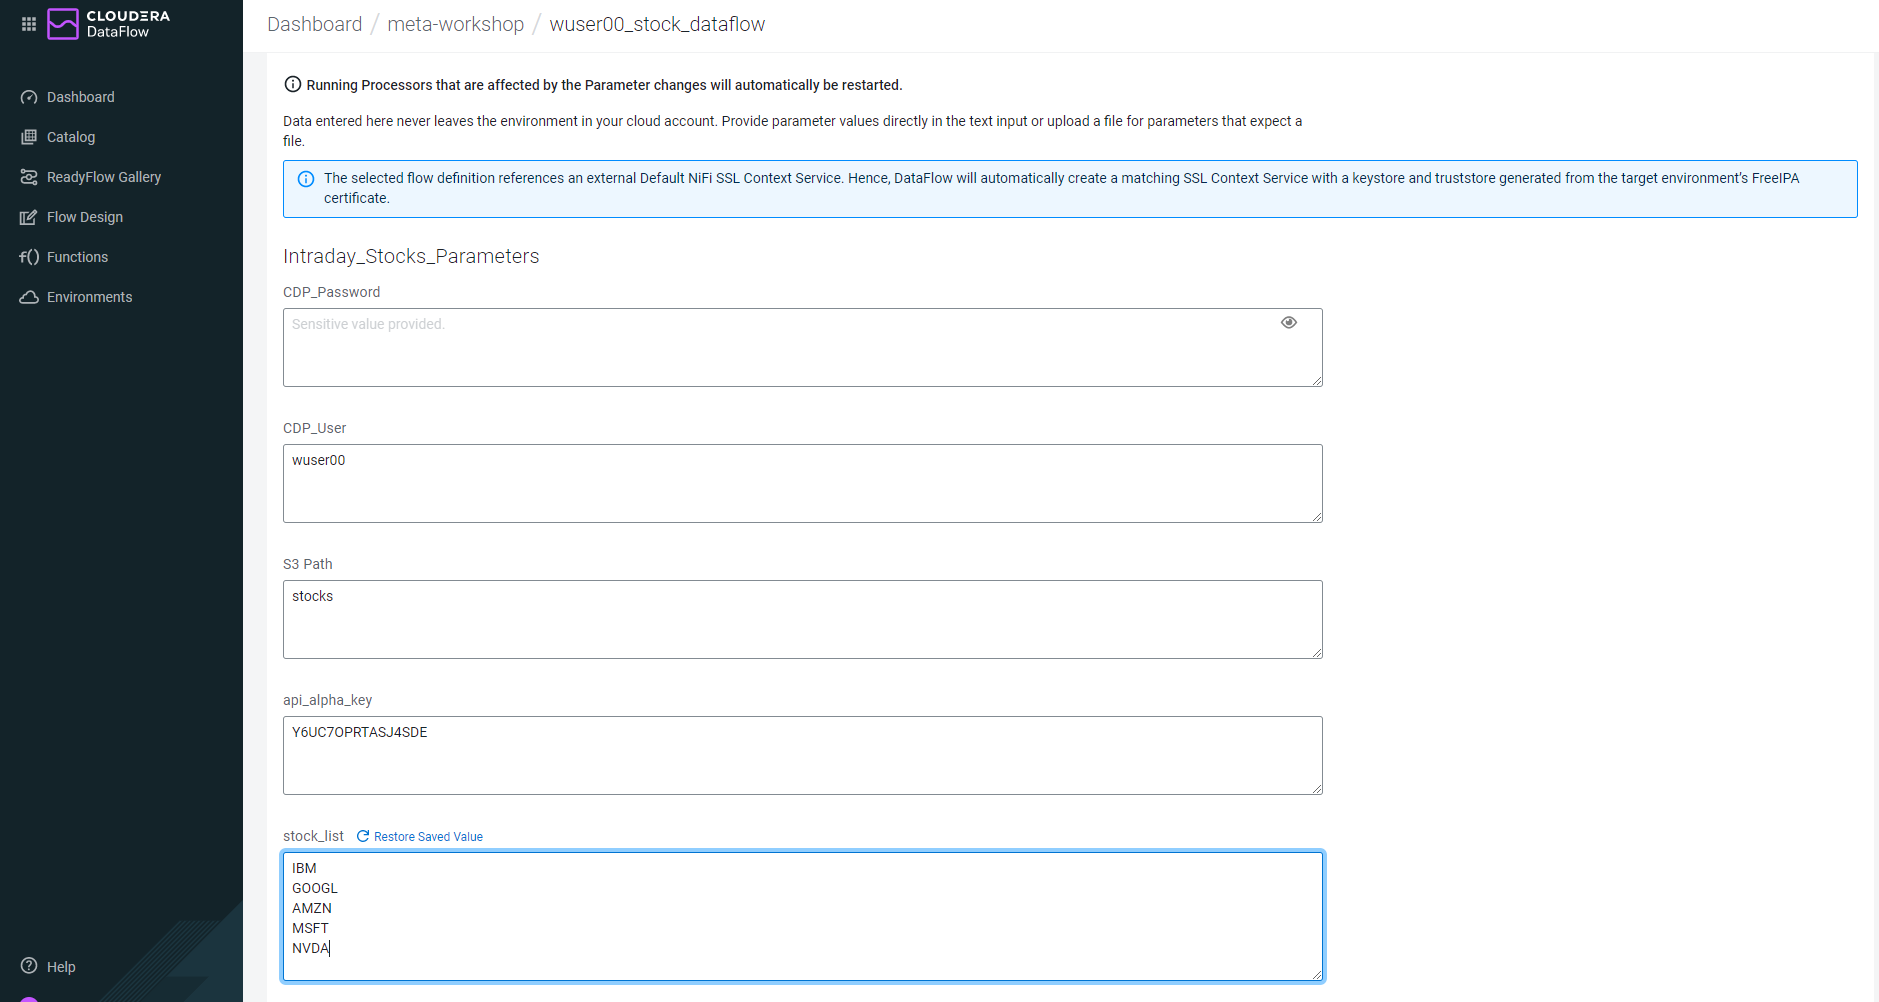 CLOUDERA
DataFlow
Dashboard
Catalog
ReadyFlow Gallery
Flow Design
Functions
Environments
Help
Dashboard / meta-workshop / wuser00_stock_dataflow
Running Processors that are affected by the Parameter changes will automatically be restarted.
Data entered here never leaves the environment in your cloud account. Provide parameter values directly in the text input or upload a file for parameters that expect a
file.
The selected flow definition references an external Default NiFi SSL Context Service. Hence, DataFlow will automatically create a matching SSL Context Service with a keystore and truststore generated from the target environment's FreeIPA
certificate.
Intraday_Stocks_Parameters
CDP_Password
Sensitive value provided.
CDP_User
wuser00
S3 Path
stocks
api_alpha_key
Y6UC7OPRTASJ4SDE
stock_list Restore Saved Value
IBM
GOOGL
AMZN
MSFT
NVDA